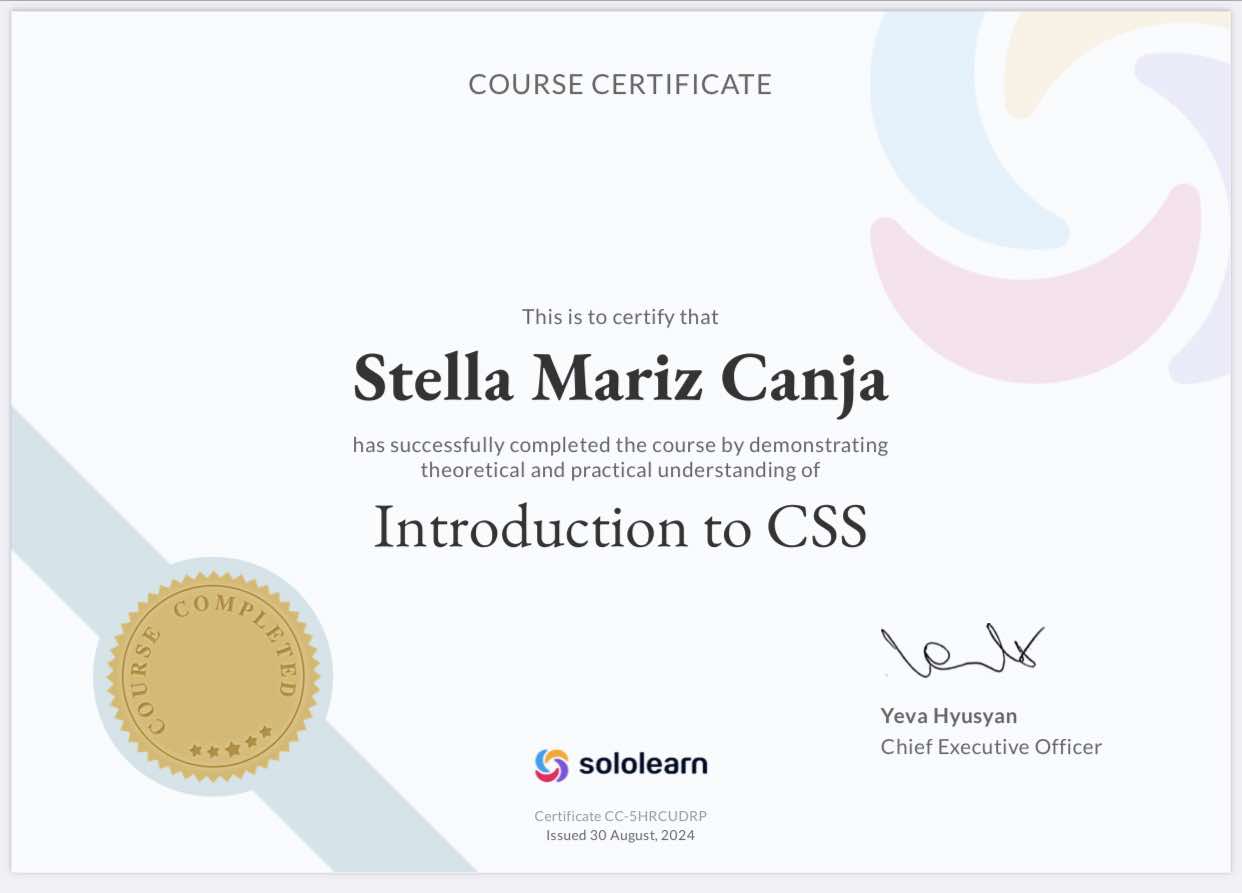 COURSE CERTIFICATE
This is to certify that
Stella Mariz Canja
has successfully completed the course by demonstrating
theoretical and practical understanding of
Introduction to CSS
COURSE COMPLETED
Yeva Hyusyan
Chief Executive Officer
sololearn
Certificate CC-5HRCUDRP
Issued 30 August, 2024